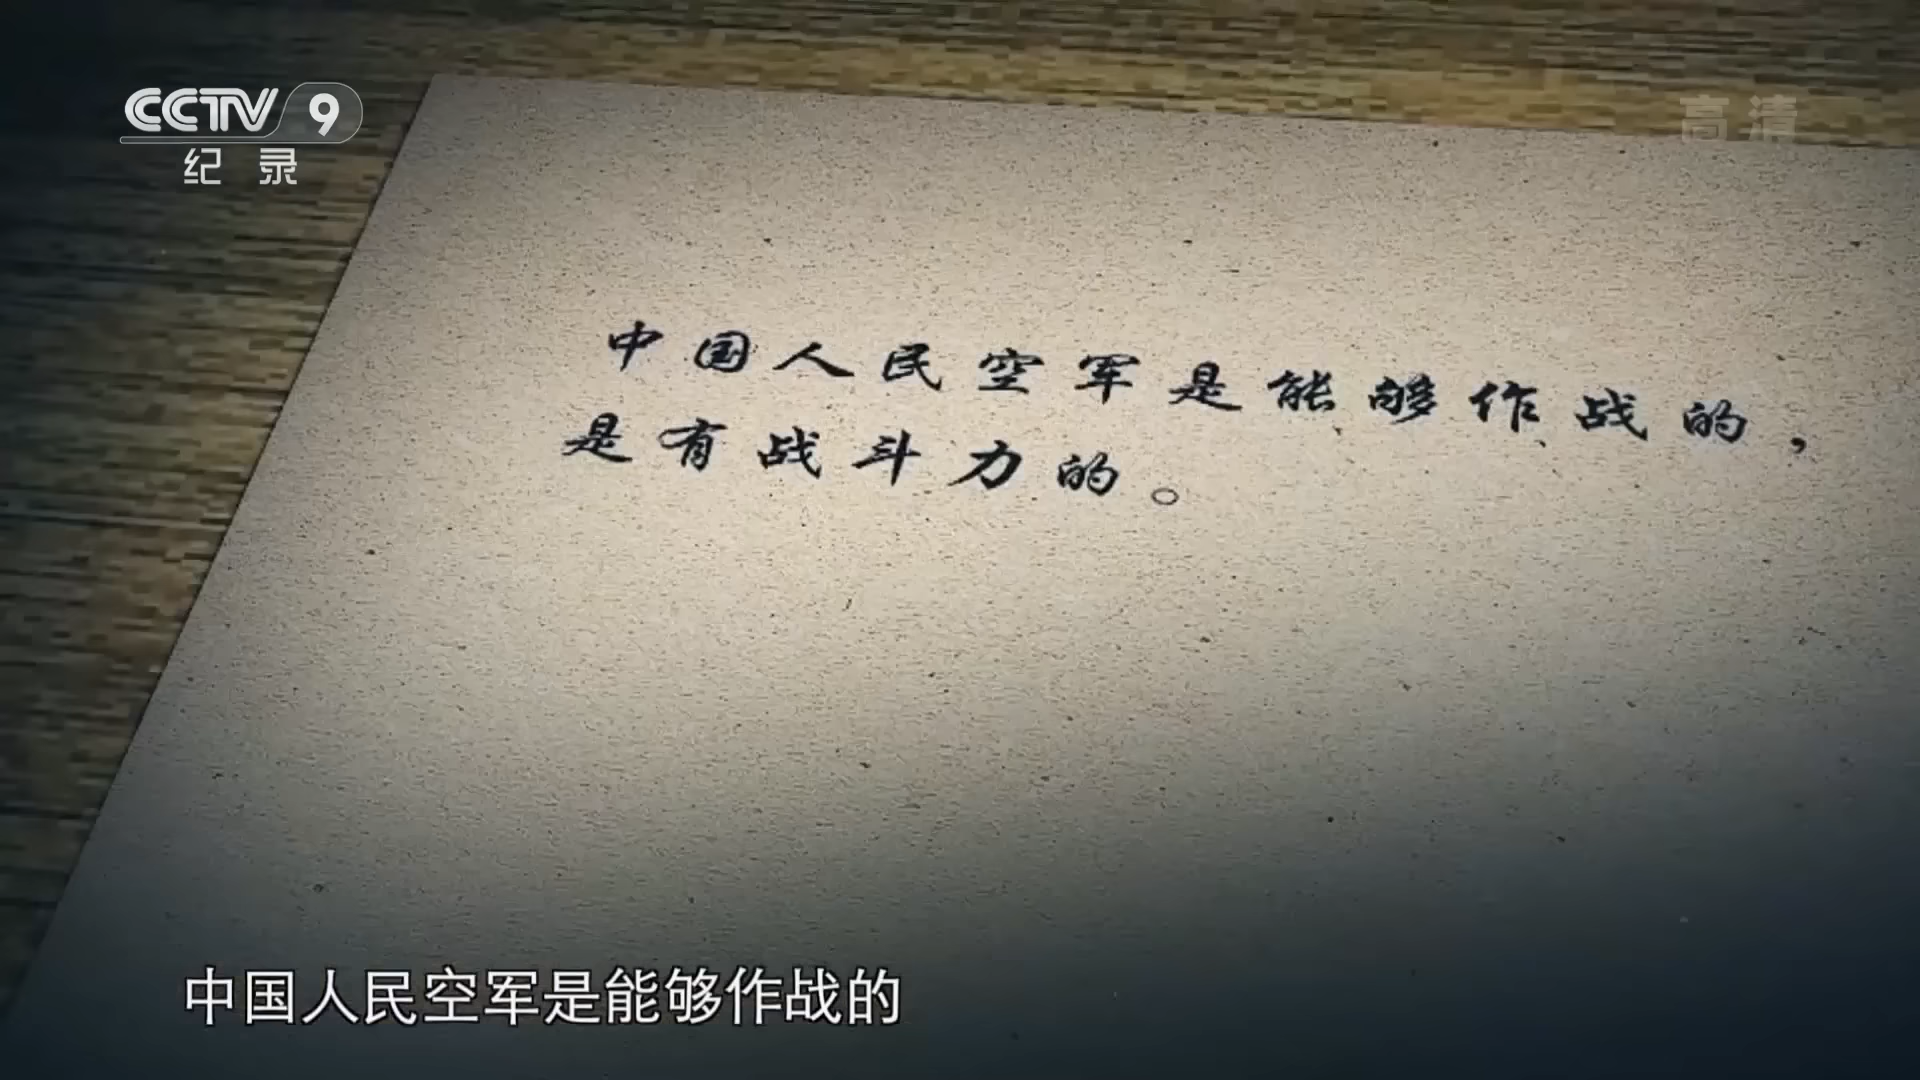 CCTV 9
纪录
高清
中国人民空军是能够作战的，
是有战斗力的。
中国人民空军是能够作战的